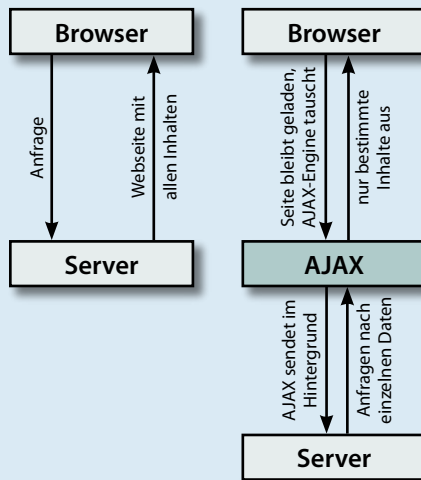 Browser
Anfrage
Webseite mit
allen Inhalten
Server
Browser
Seite bleibt geladen,
AJAX-Engine tauscht
nur bestimmte
Inhalte aus
AJAX
AJAX sendet im
Hintergrund
Anfragen nach
einzelnen Daten
Server